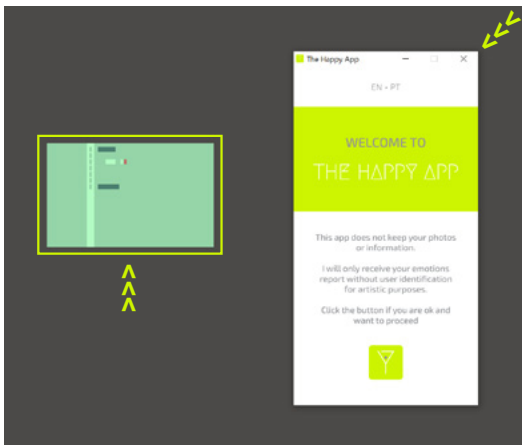 The Happy App
EN - PT
WELCOME TO
THE HAPPY APP
This app does not keep your photos
or information.
I will only receive your emotions
report without user identification
for artistic purposes.
Click the button if you are ok and
want to proceed